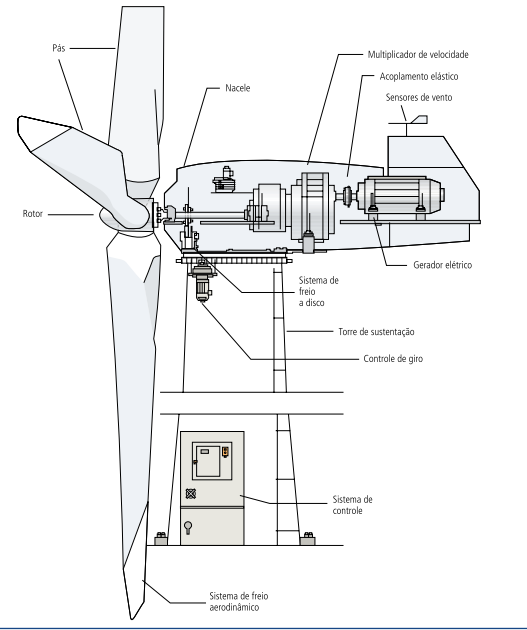 Pás
Multiplicador de velocidade
Acoplamento elástico
Nacele
Sensores de vento
Rotor
Gerador elétrico
Sistema de
freio
a disco
Torre de sustentação
Controle de giro
Sistema de
controle
Sistema de freio
aerodinâmico